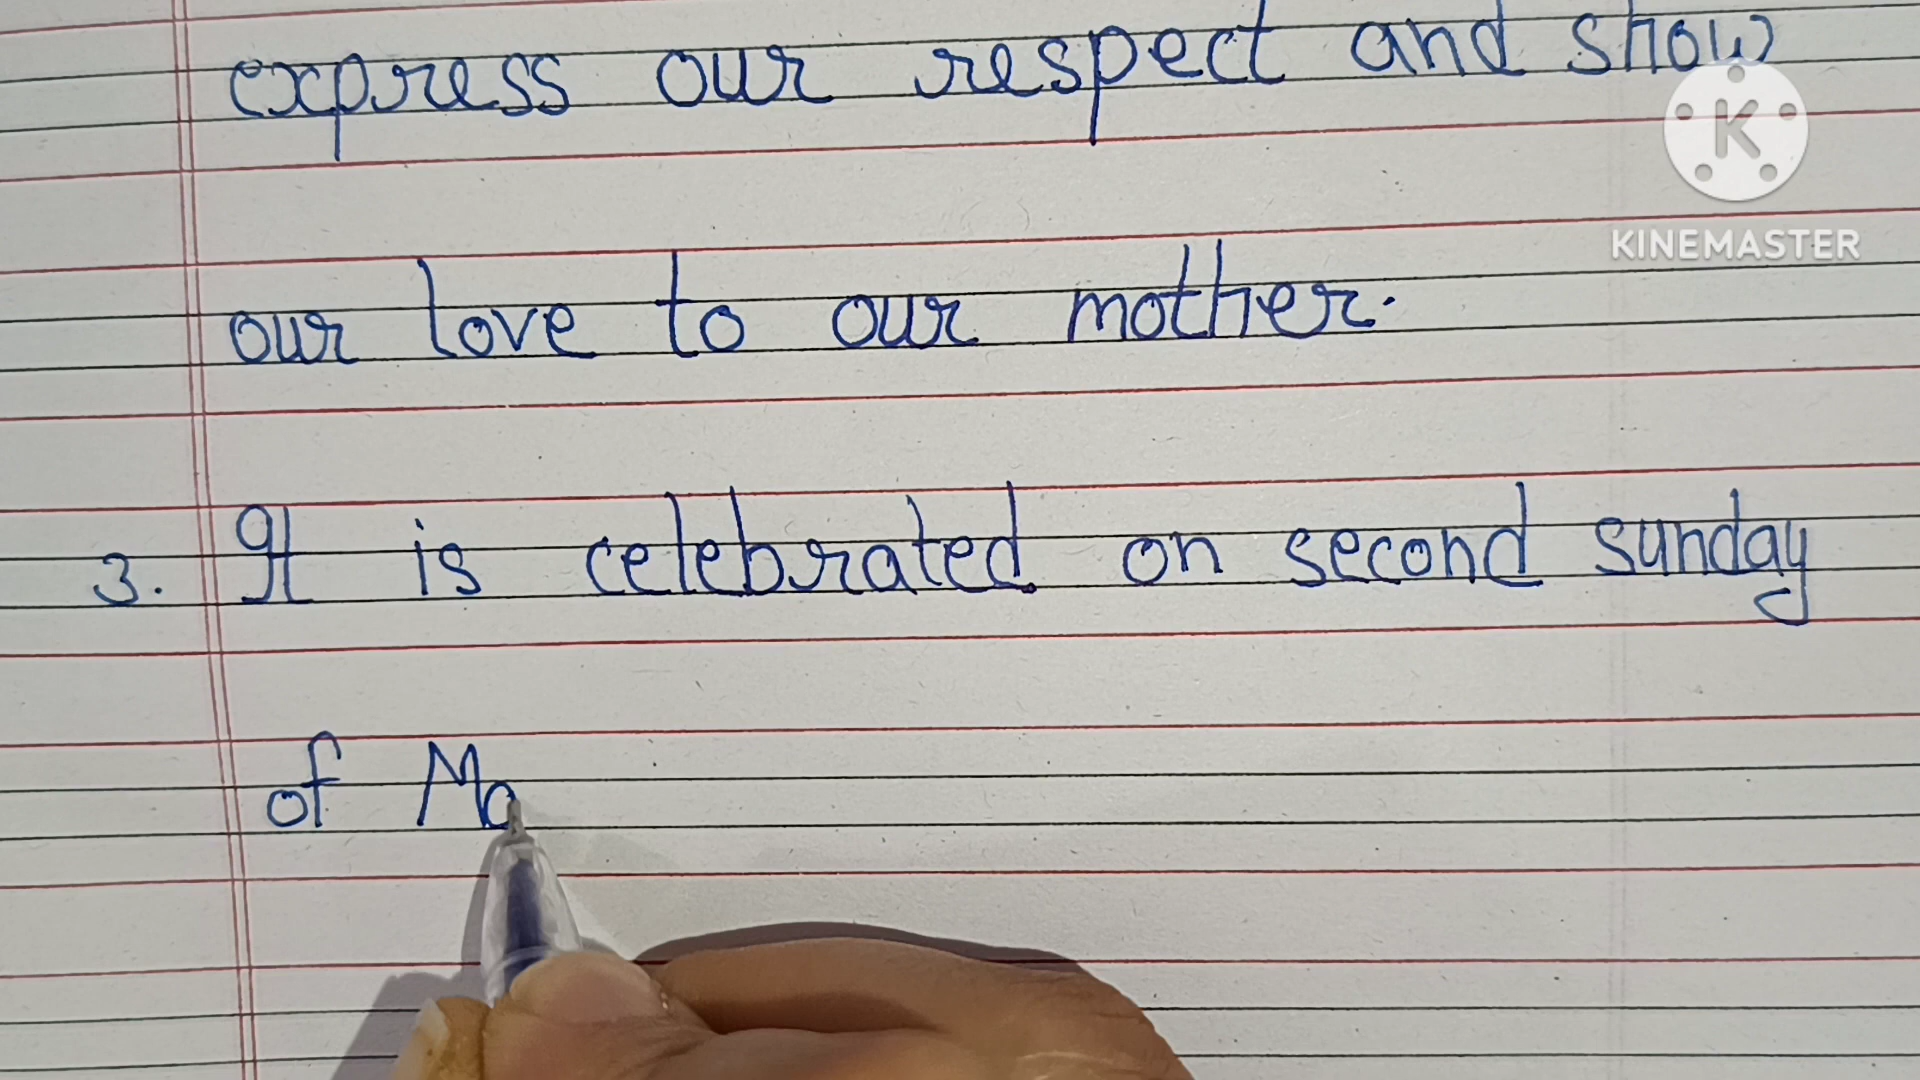 express our respect and show
KINEMASTER
our love to our mother.
3. It is celebrated on second sunday
of Ma